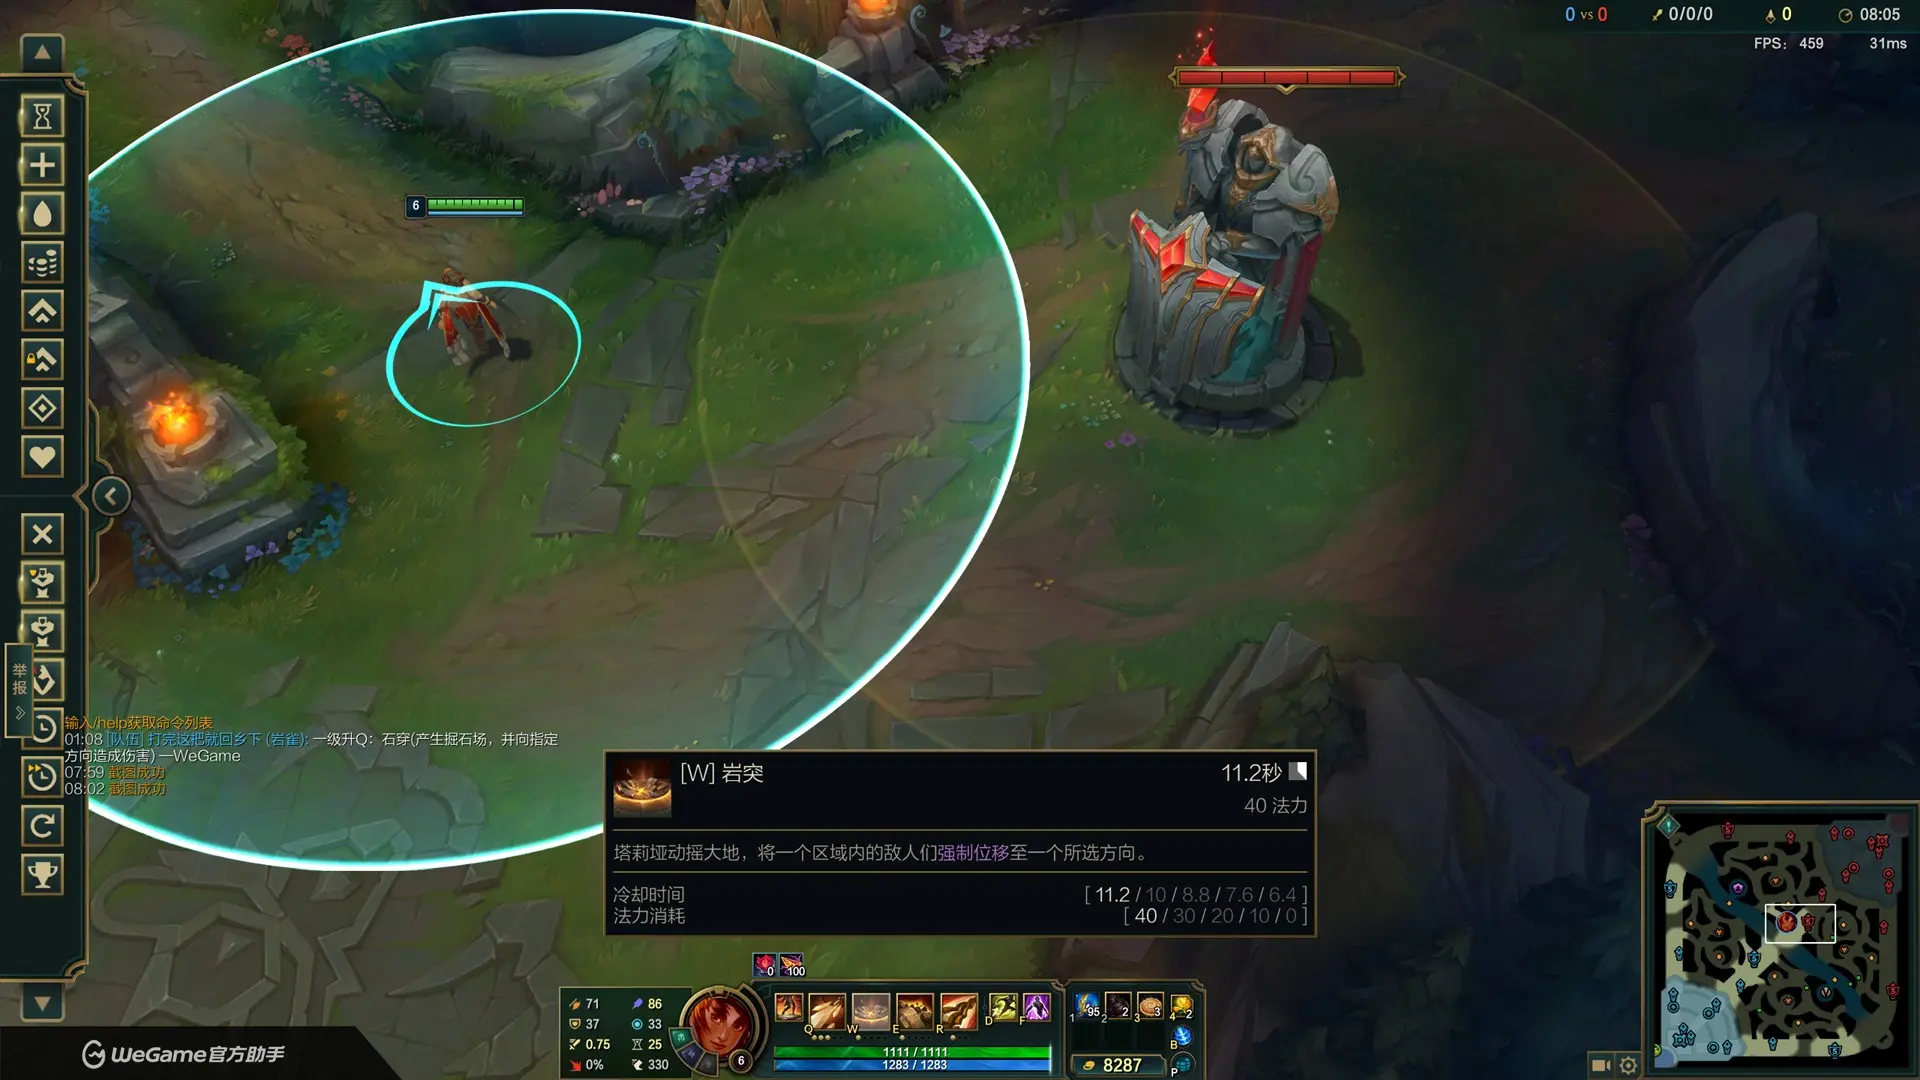 0 vs 0 0/0/0 0 08:05
FPS: 459 31ms
6
举报
输入/help获取命令列表
01:08 [队伍] 打完这把就回乡下 (岩雀): 一级升Q：石穿(产生掘石场，并向指定
方向造成伤害) —WeGame
07:59 截图成功
08:02 截图成功
[W] 岩突 11.2秒
40 法力
塔莉垭动摇大地，将一个区域内的敌人们强制位移至一个所选方向。
冷却时间 [ 11.2 / 10 / 8.8 / 7.6 / 6.4 ]
法力消耗 [ 40 / 30 / 20 / 10 / 0 ]
0 100
71 86
37 33
0.75 25
0% 330
6
Q W E R D F
1111 / 1111
1283 / 1283
1 95 2 2 3 3 4 2
B
8287 P
WeGame官方助手